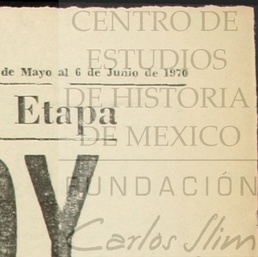 CENTRO DE
ESTUDIOS
de Mayo al 6 de Junio de 1970
DE HISTORIA
Etapa
DE MEXICO
OY
FUNDACIÓN
Carlos Slim